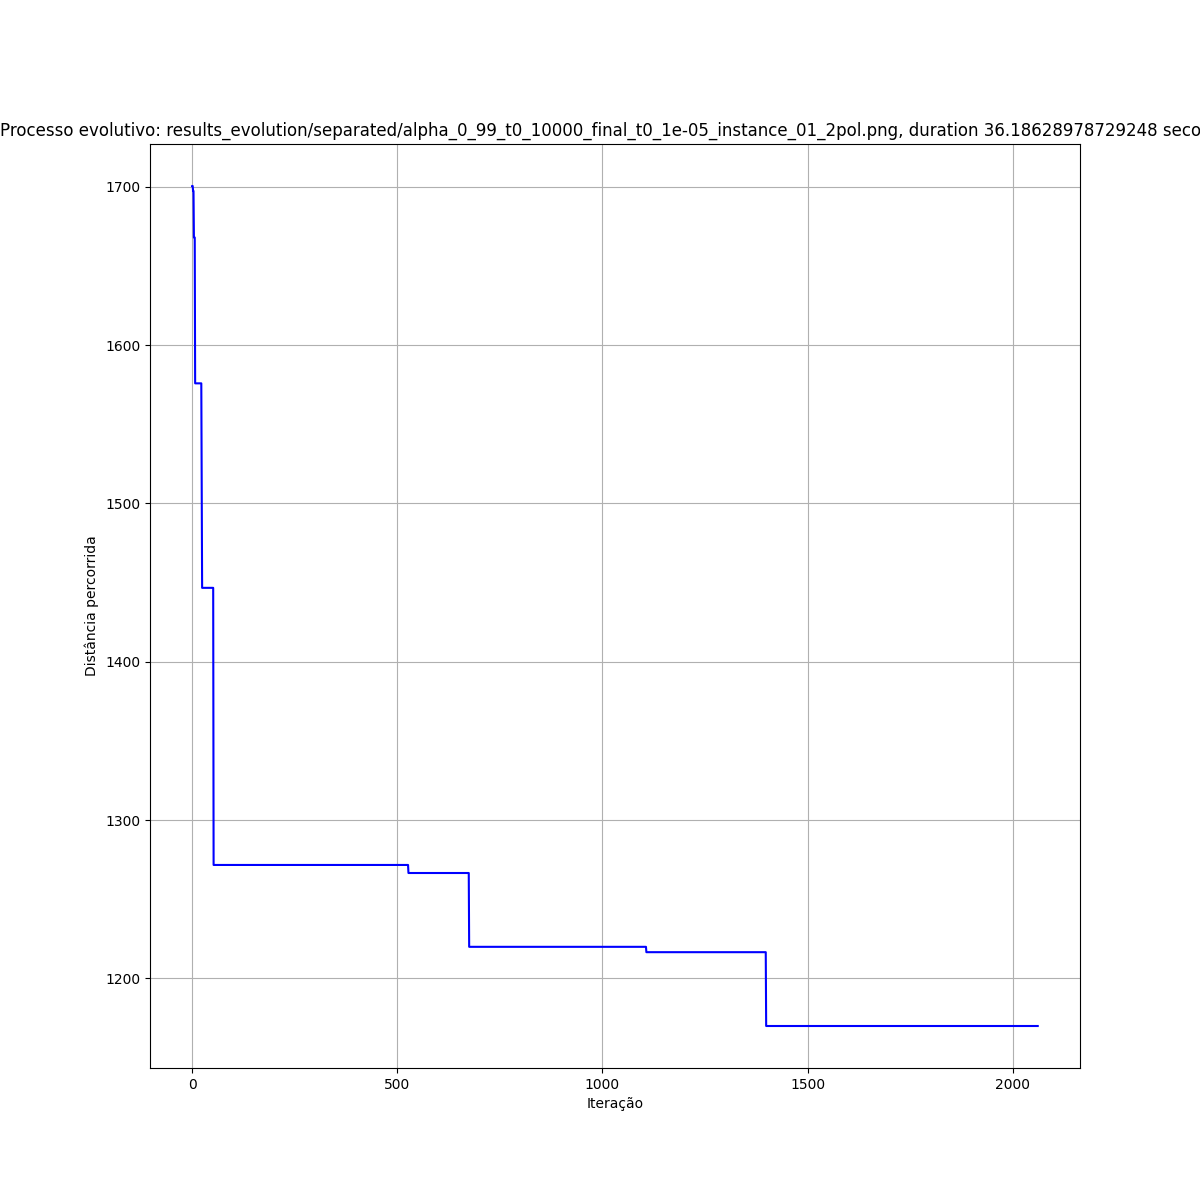 Processo evolutivo: results_evolution/separated/alpha_0_99_t0_10000_final_t0_1e-05_instance_01_2pol.png, duration 36.18628978729248 seco
1700
1600
1500
1400
1300
1200
Distância percorrida
0 500 1000 1500 2000
Iteração